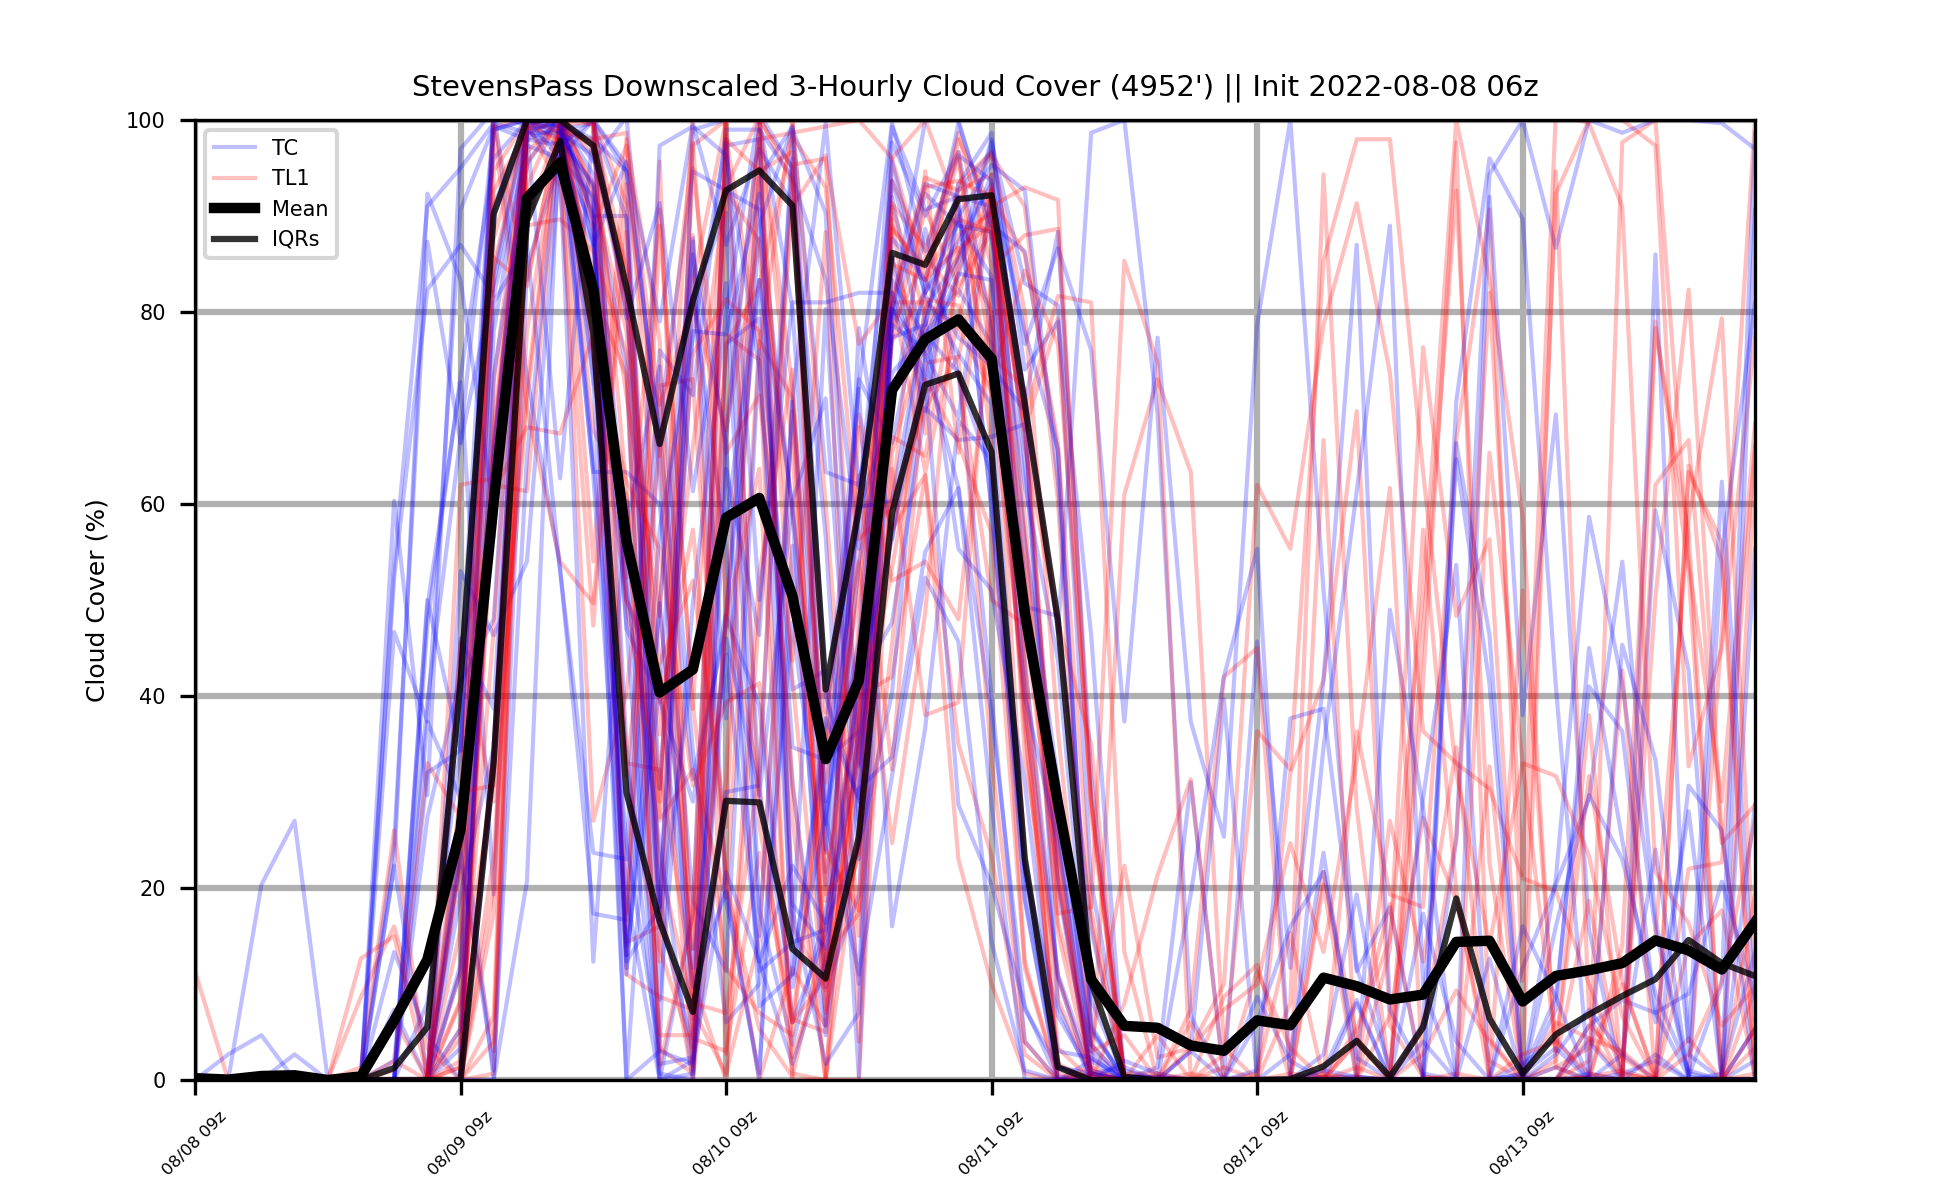 StevensPass Downscaled 3-Hourly Cloud Cover (4952') || Init 2022-08-08 06z
TC
TL1
Mean
IQRs
Cloud Cover (%)
100
80
60
40
20
0
08/08 09z
08/09 09z
08/10 09z
08/11 09z
08/12 09z
08/13 09z